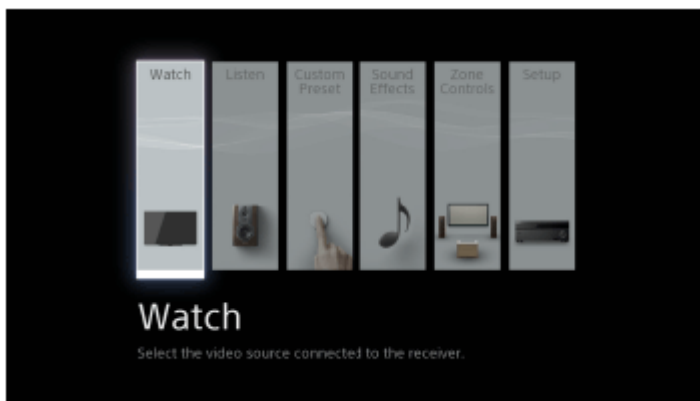 Watch
Listen
Custom
Preset
Sound
Effects
Zone
Controls
Setup
Watch
Select the video source connected to the receiver.